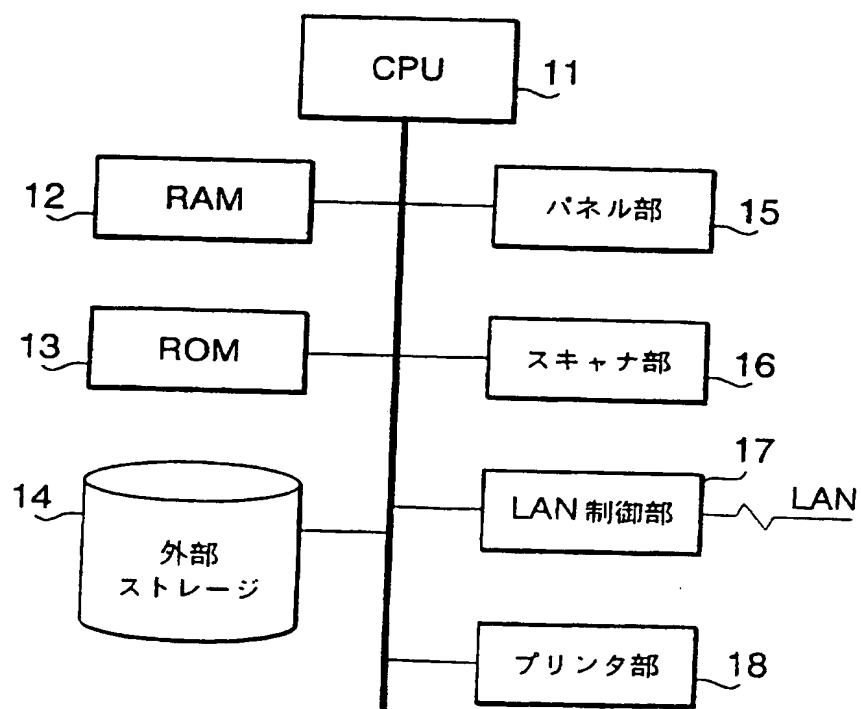 CPU
11
12
RAM
パネル部
15
13
ROM
スキャナ部
16
14
外部
ストレージ
17
LAN 制御部
LAN
プリンタ部
18